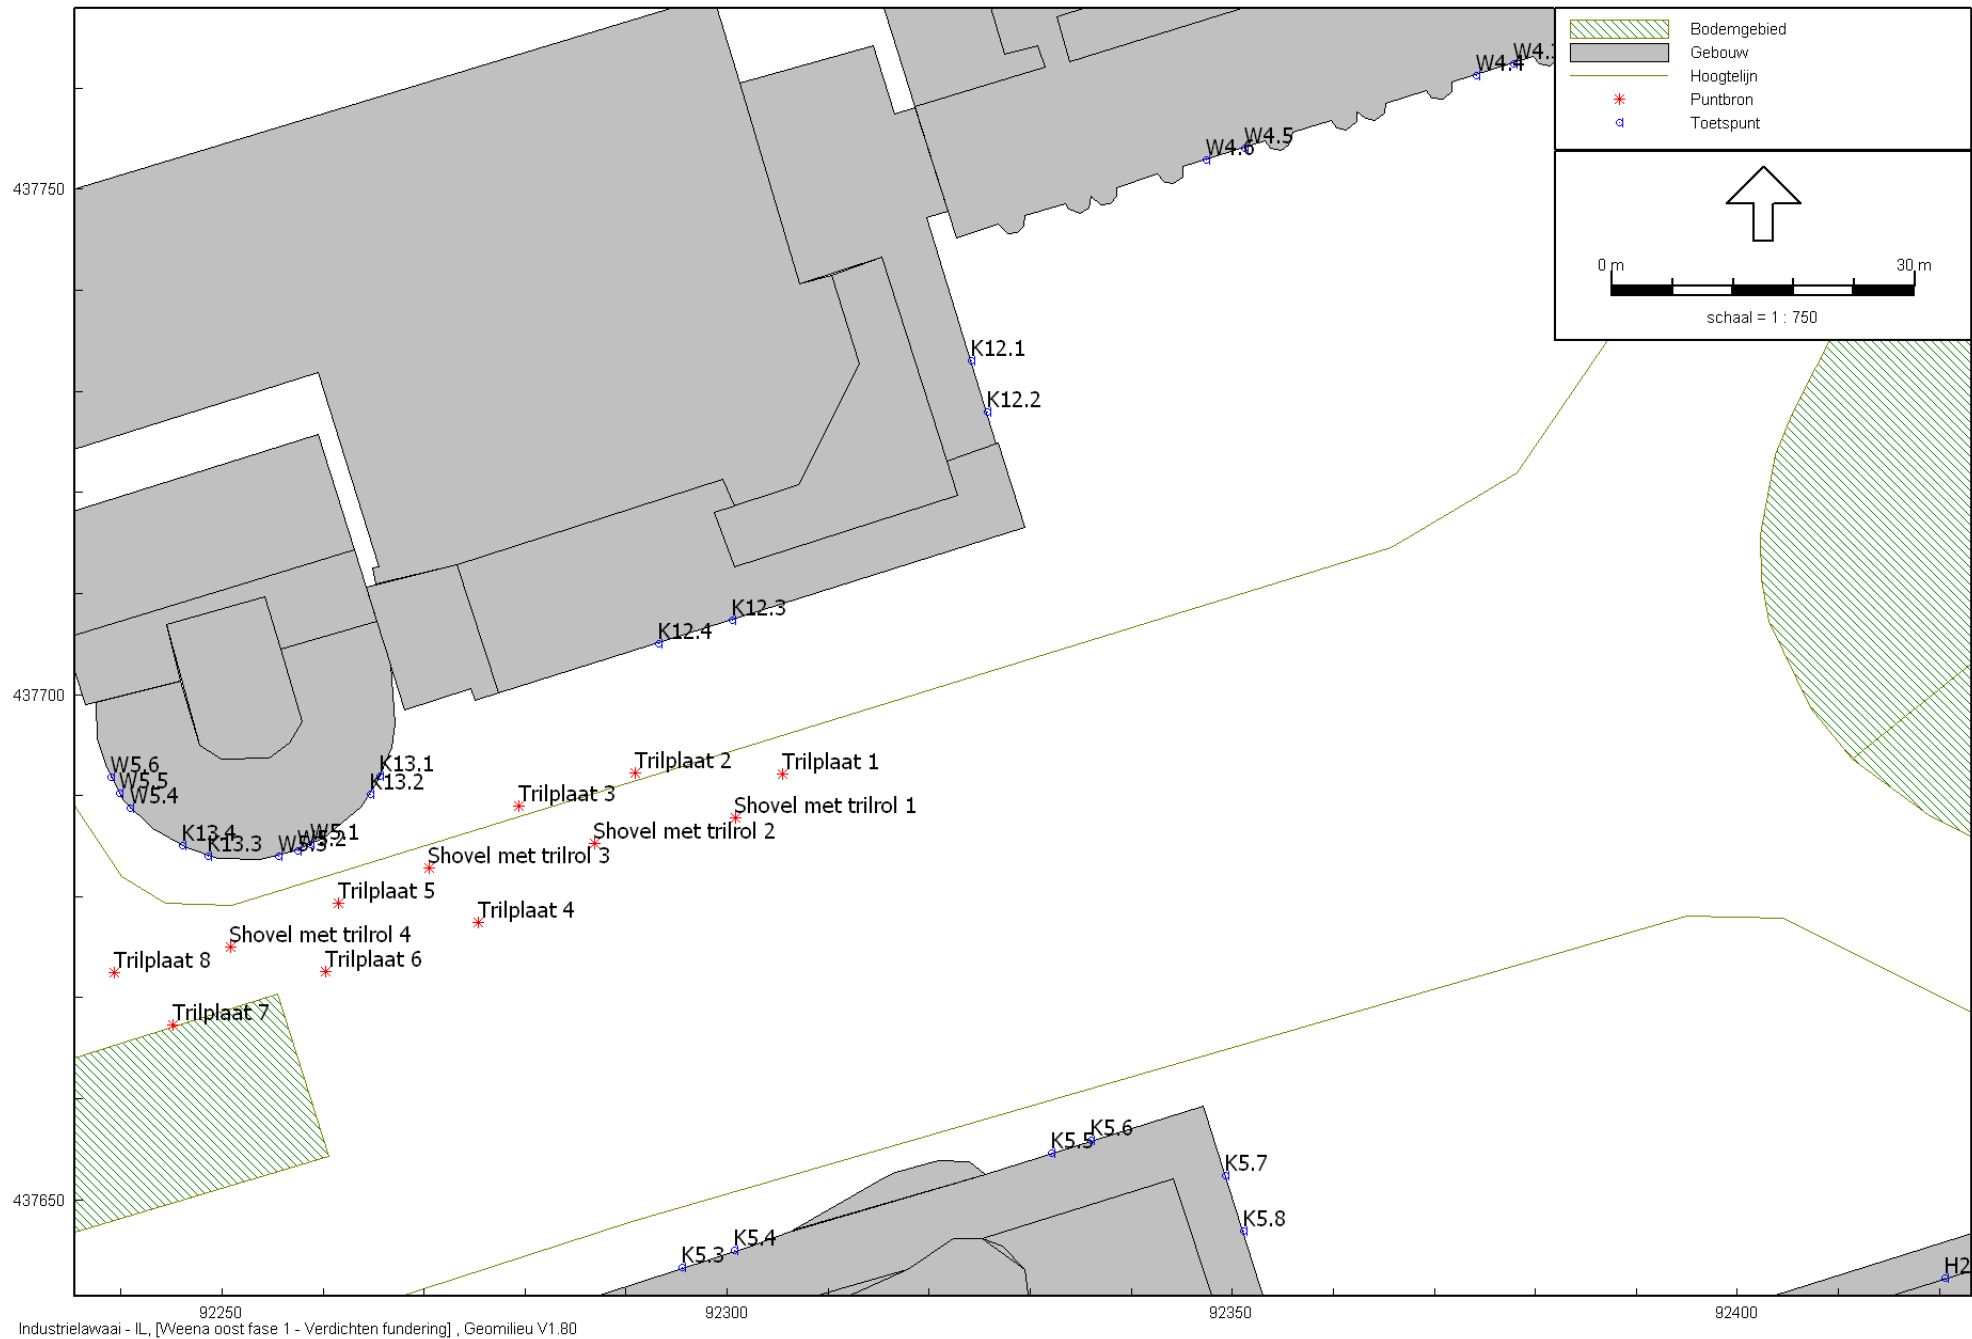 Bodemgebied
Gebouw
Hoogtelijn
Puntbron
Toetspunt
0 m
30 m
schaal = 1 : 750
W4.4
W4.5
W4.6
437750
K12.1
K12.2
K12.3
K12.4
437700
Trilplaat 1
Trilplaat 2
Trilplaat 3
Shovel met trilrol 1
Shovel met trilrol 2
Shovel met trilrol 3
Trilplaat 5
Trilplaat 4
Shovel met trilrol 4
Trilplaat 6
Trilplaat 8
Trilplaat 7
W5.6
W5.5
W5.4
K13.1
K13.2
K13.4
K13.3
W5.1
W5.2
W5.3
K5.5
K5.6
K5.7
K5.8
K5.4
K5.3
437650
92250
92300
92350
92400
Industrielawaai - IL, [Weena oost fase 1 - Verdichten fundering] , Geomilieu V1.80